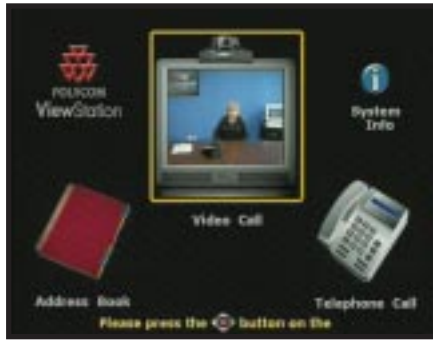 POLYCOM
ViewStation
System
Info
Video Call
Address Book
Telephone Call
Please press the button on the